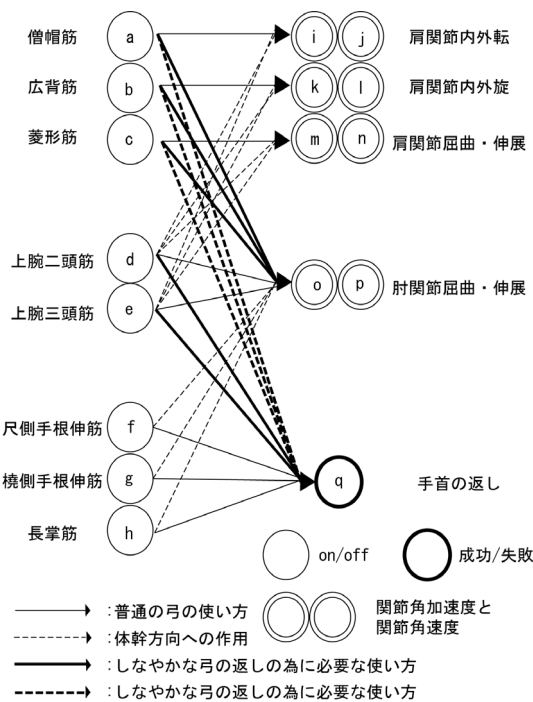 僧帽筋 a i j 肩関節内外転
広背筋 b k l 肩関節内外旋
菱形筋 c m n 肩関節屈曲・伸展
上腕二頭筋 d
o p 肘関節屈曲・伸展
上腕三頭筋 e
尺側手根伸筋 f
橈側手根伸筋 g q 手首の返し
長掌筋 h
on/off 成功/失敗
:普通の弓の使い方
関節角加速度と
関節角速度
:体幹方向への作用
:しなやかな弓の返しの為に必要な使い方
:しなやかな弓の返しの為に必要な使い方